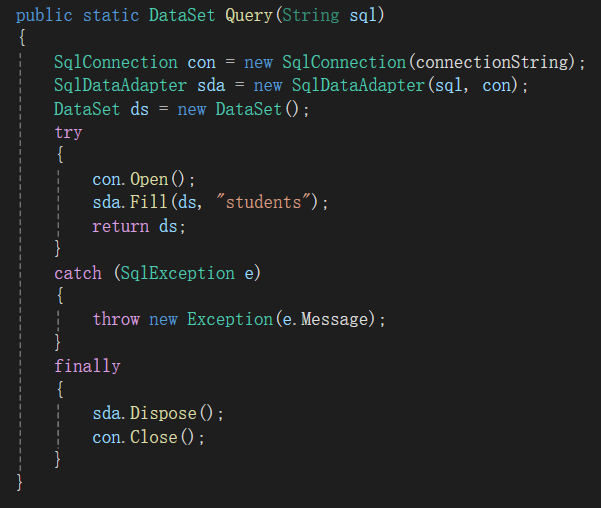 public static DataSet Query(String sql)
{
    SqlConnection con = new SqlConnection(connectionString);
    SqlDataAdapter sda = new SqlDataAdapter(sql, con);
    DataSet ds = new DataSet();
    try
    {
        con.Open();
        sda.Fill(ds, "students");
        return ds;
    }
    catch (SqlException e)
    {
        throw new Exception(e.Message);
    }
    finally
    {
        sda.Dispose();
        con.Close();
    }
}